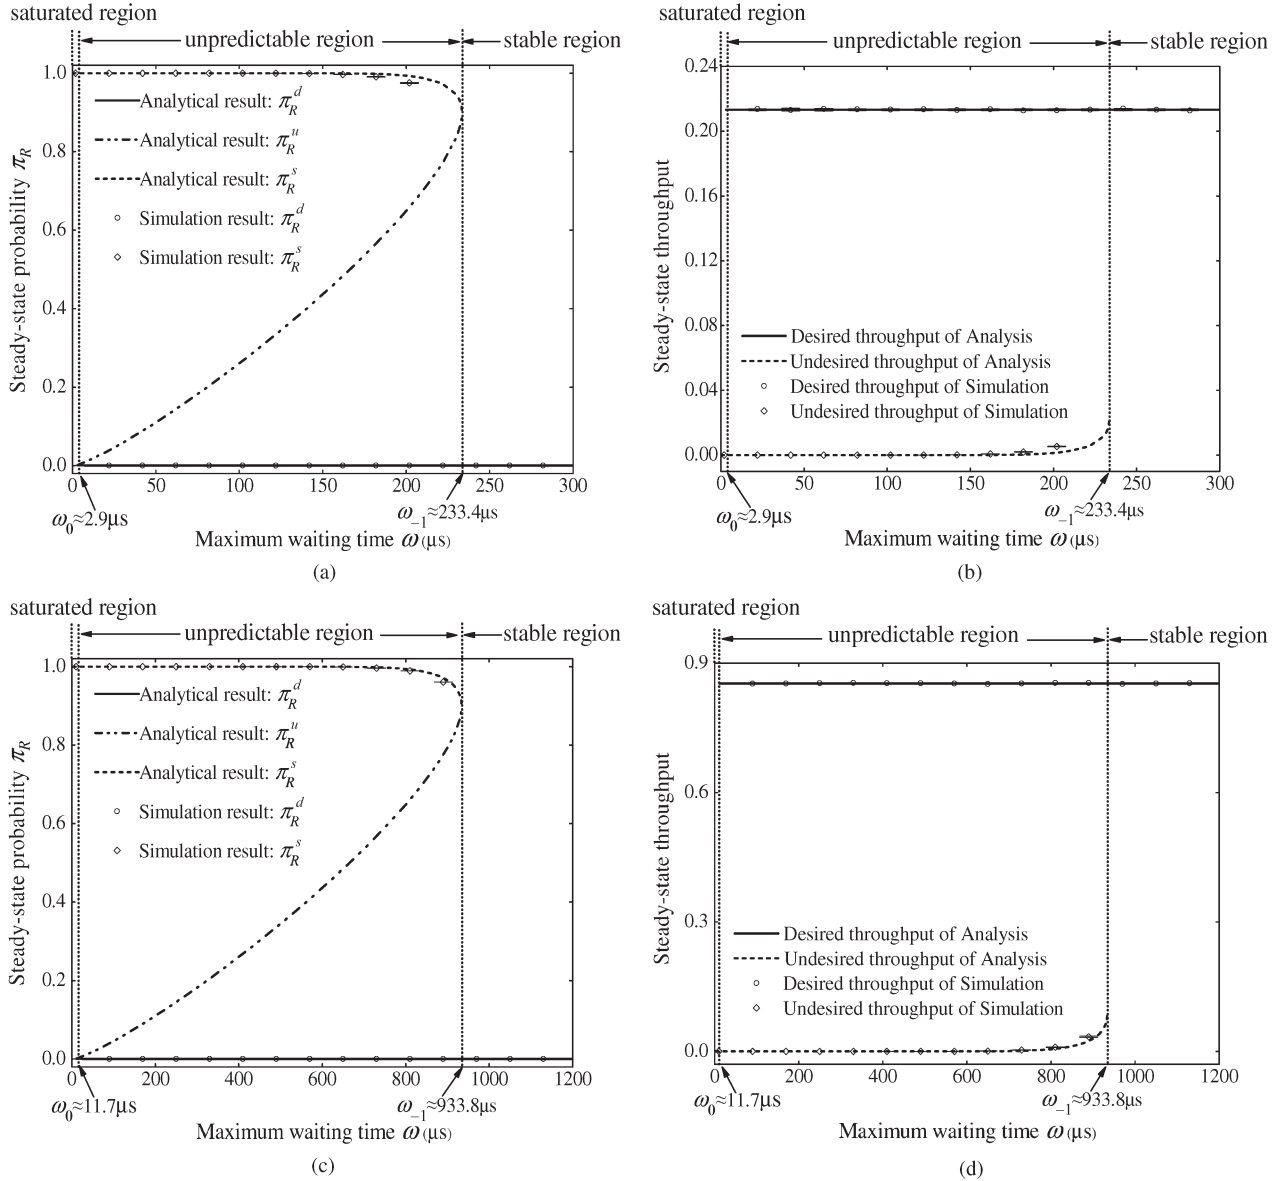 saturated region
unpredictable region
stable region
1.0
0.8
0.6
0.4
0.2
0.0
Steady-state probability π_R
Analytical result: π_R^d
Analytical result: π_R^u
Analytical result: π_R^s
Simulation result: π_R^d
Simulation result: π_R^s
0 50 100 150 200 250 300
ω_0≈2.9μs
ω_−1≈233.4μs
Maximum waiting time ω (μs)
(a)
saturated region
unpredictable region
stable region
0.24
0.20
0.16
0.12
0.08
0.04
0.00
Steady-state throughput
Desired throughput of Analysis
Undesired throughput of Analysis
Desired throughput of Simulation
Undesired throughput of Simulation
0 50 100 150 200 250 300
ω_0≈2.9μs
ω_−1≈233.4μs
Maximum waiting time ω (μs)
(b)
saturated region
unpredictable region
stable region
1.0
0.8
0.6
0.4
0.2
0.0
Steady-state probability π_R
Analytical result: π_R^d
Analytical result: π_R^u
Analytical result: π_R^s
Simulation result: π_R^d
Simulation result: π_R^s
0 200 400 600 800 1000 1200
ω_0≈11.7μs
ω_−1≈933.8μs
Maximum waiting time ω (μs)
(c)
saturated region
unpredictable region
stable region
0.9
0.6
0.3
0.0
Steady-state throughput
Desired throughput of Analysis
Undesired throughput of Analysis
Desired throughput of Simulation
Undesired throughput of Simulation
0 200 400 600 800 1000 1200
ω_0≈11.7μs
ω_−1≈933.8μs
Maximum waiting time ω (μs)
(d)